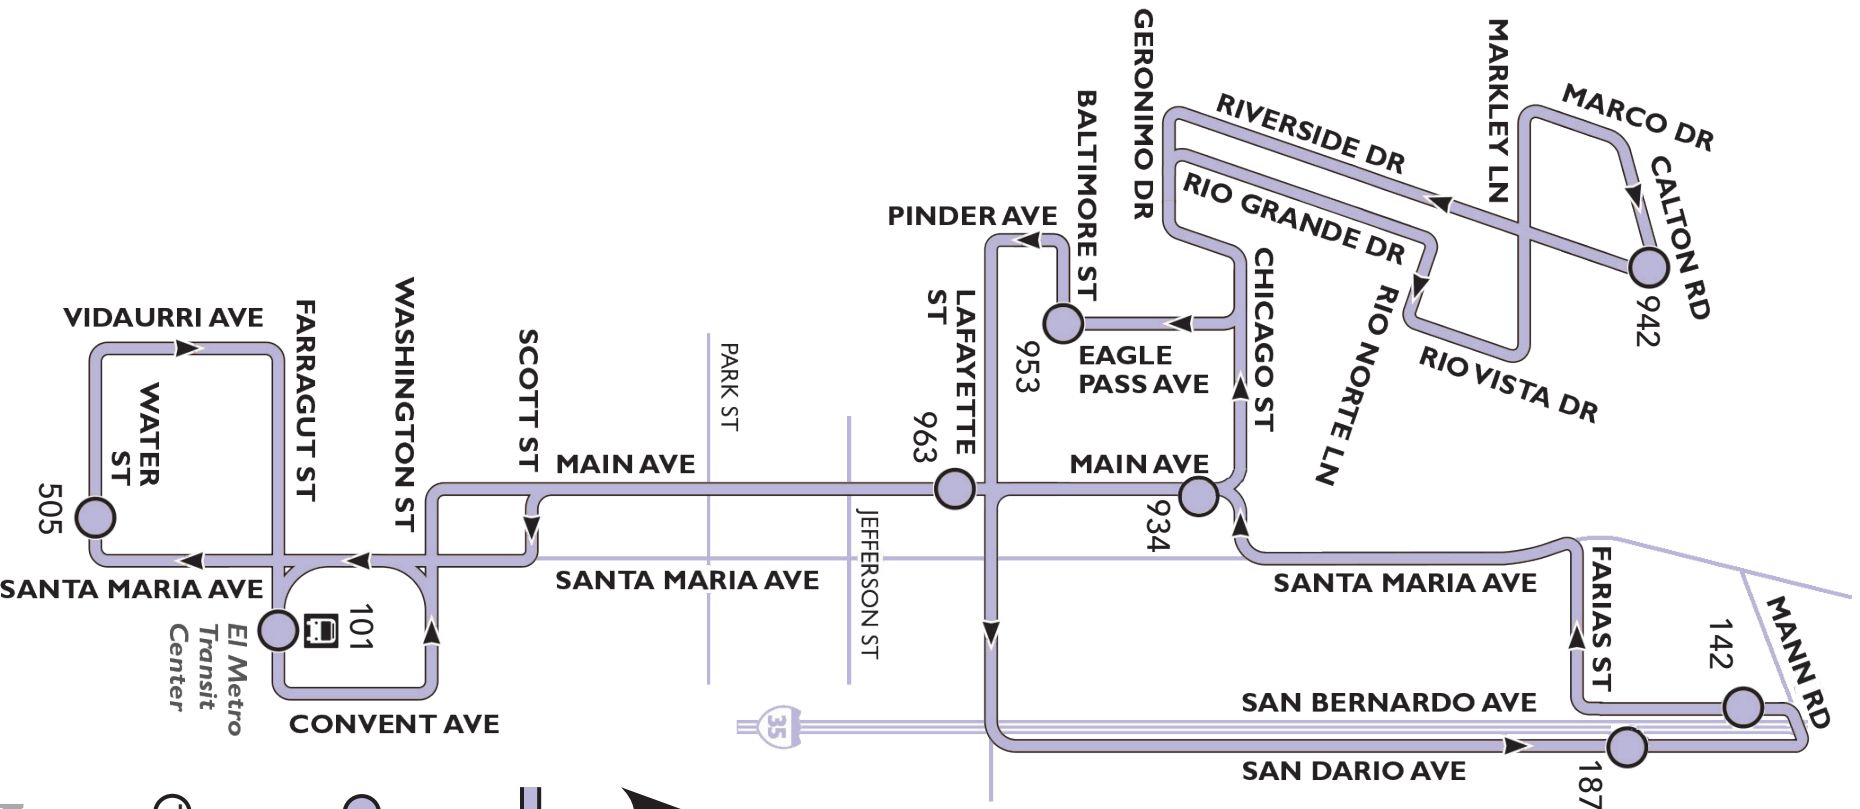 GERONIMO DR
MARKLEY LN
MARCO DR
RIVERSIDE DR
BALTIMORE ST
CALTON RD
RIO GRANDE DR
PINDER AVE
CHICAGO ST
942
VIDAURRI AVE
FARRAGUT ST
WASHINGTON ST
SCOTT ST
PARK ST
LAFAYETTE
ST
953
EAGLE
PASS AVE
RIO NORTE LN
RIO VISTA DR
WATER
ST
963
MAIN AVE
MAIN AVE
934
505
JEFFERSON ST
SANTA MARIA AVE
SANTA MARIA AVE
SANTA MARIA AVE
FARIAS ST
MANN RD
101
El Metro
Transit
Center
142
CONVENT AVE
35
SAN BERNARDO AVE
SAN DARIO AVE
187